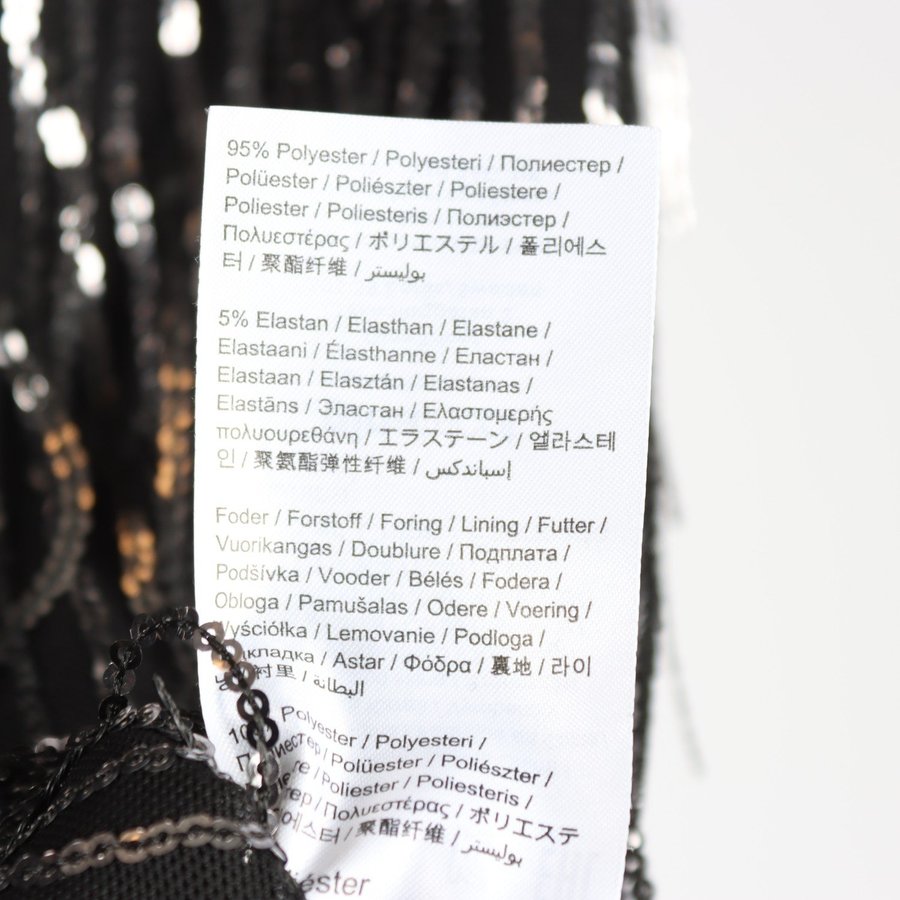 95% Polyester / Polyesteri / Полиестер /
Polüester / Poliészter / Poliestere /
Poliester / Poliesteris / Полиэстер /
Πολυεστέρας / ポリエステル / 폴리에스
터 / 聚酯纤维 / بوليستر
5% Elastan / Elasthan / Elastane /
Elastaani / Élasthanne / Еластан /
Elastaan / Elasztán / Elastanas /
Elastāns / Эластан / Ελαστομερής
πολυουρεθάνη / エラステーン / 엘라스테
인 / 聚氨酯弹性纤维 / إسباندكس
Foder / Forstoff / Foring / Lining / Futter /
Vuorikangas / Doublure / Подплата /
Podšívka / Vooder / Bélés / Fodera /
Obloga / Pamušalas / Odere / Voering /
Wyściółka / Lemovanie / Podloga /
/ Astar / Φόδρα / 裏地 / 라이
衬里 / البطانة
Polyester / Polyesteri /
/ Polüester / Poliészter /
/ Poliester / Poliesteris /
/ Πολυεστέρας / ポリエステ
/ 聚酯纤维 / بوليستر